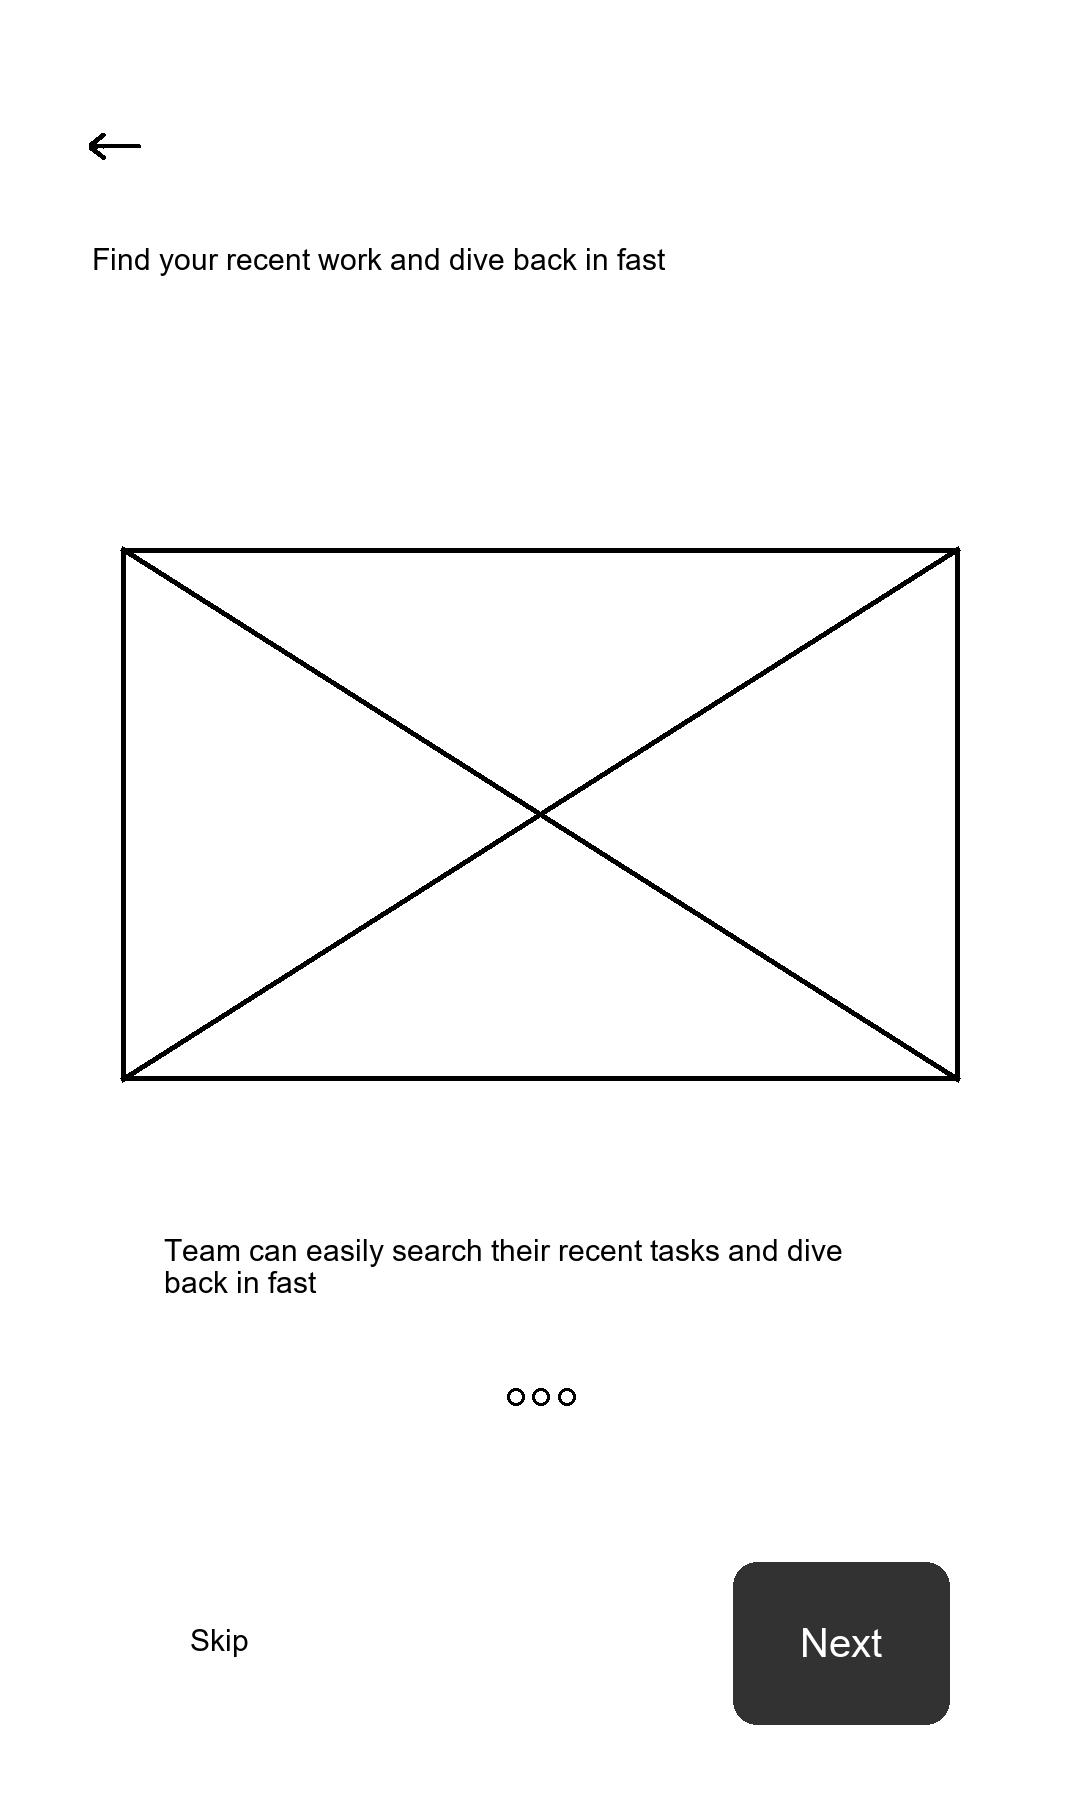 Find your recent work and dive back in fast
Team can easily search their recent tasks and dive
back in fast
Skip
Next